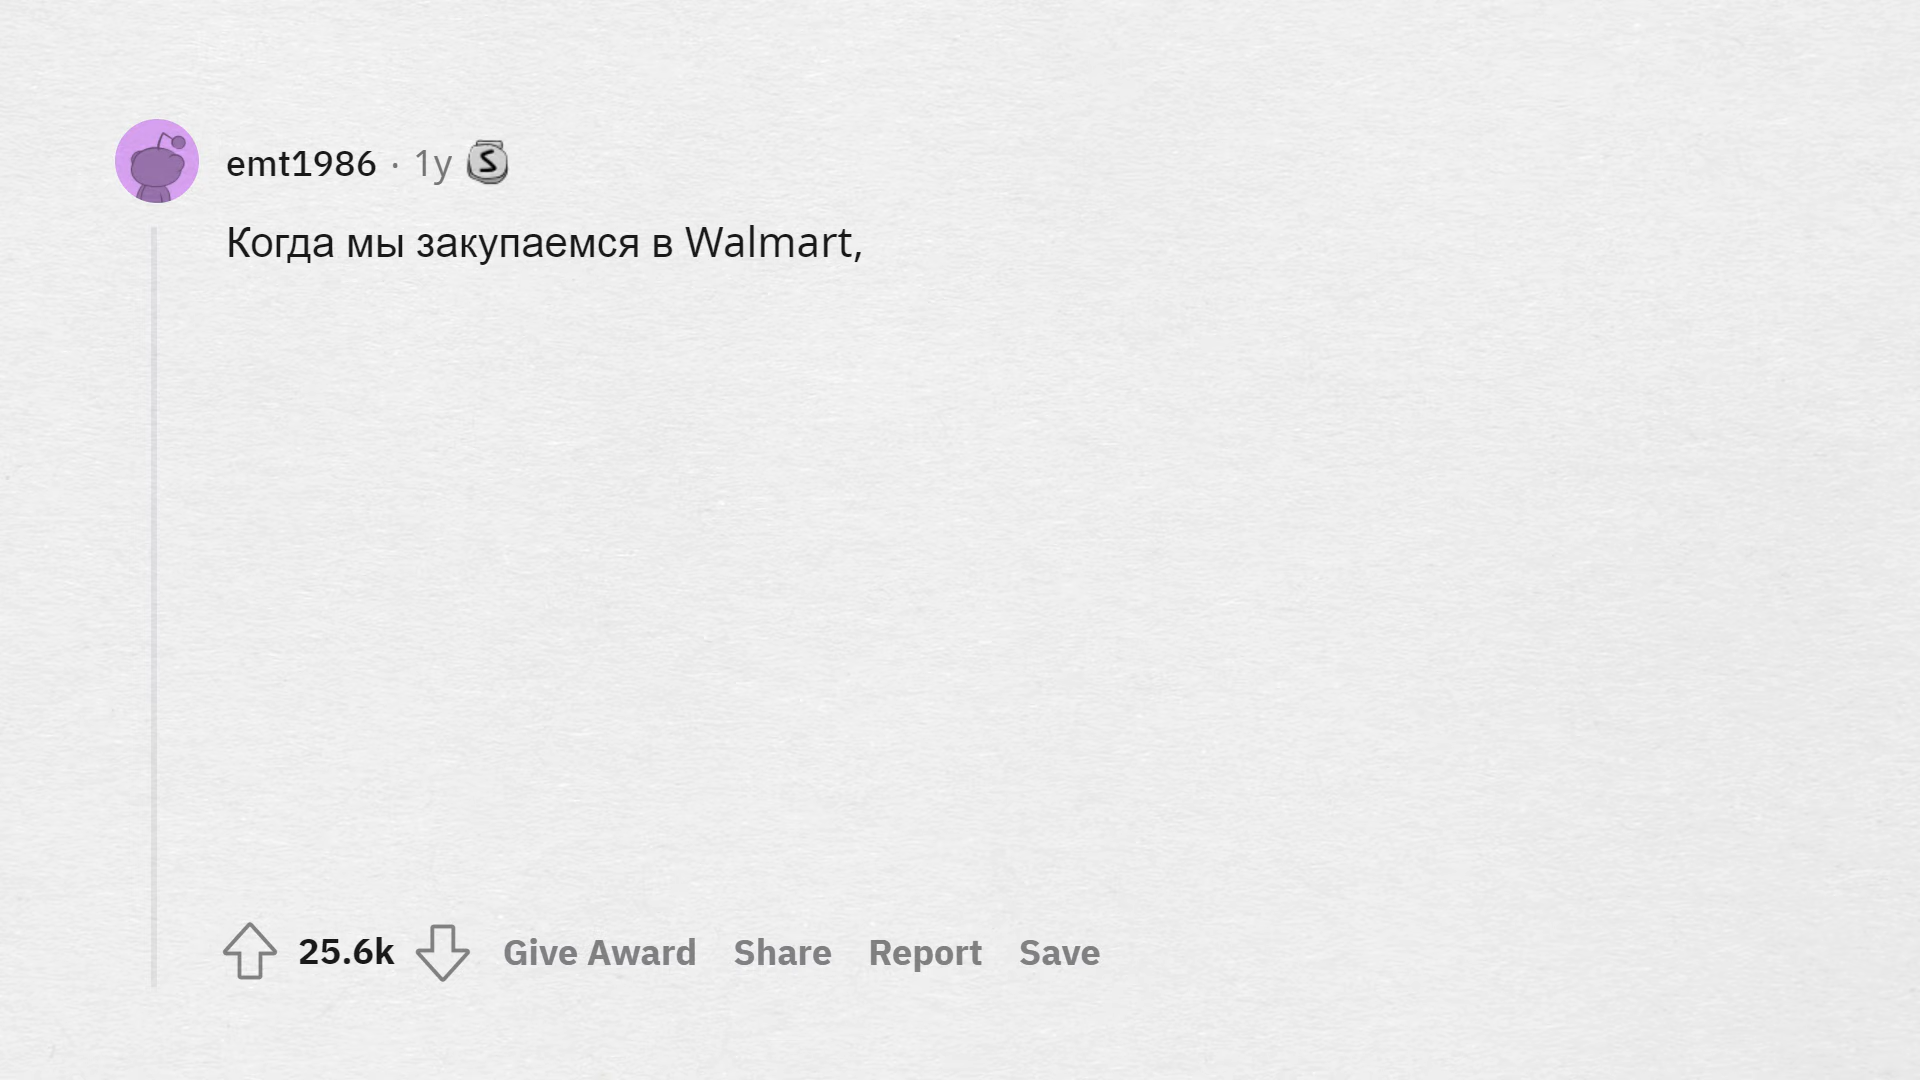 emt1986 · 1y S
Когда мы закупаемся в Walmart,
25.6k Give Award Share Report Save